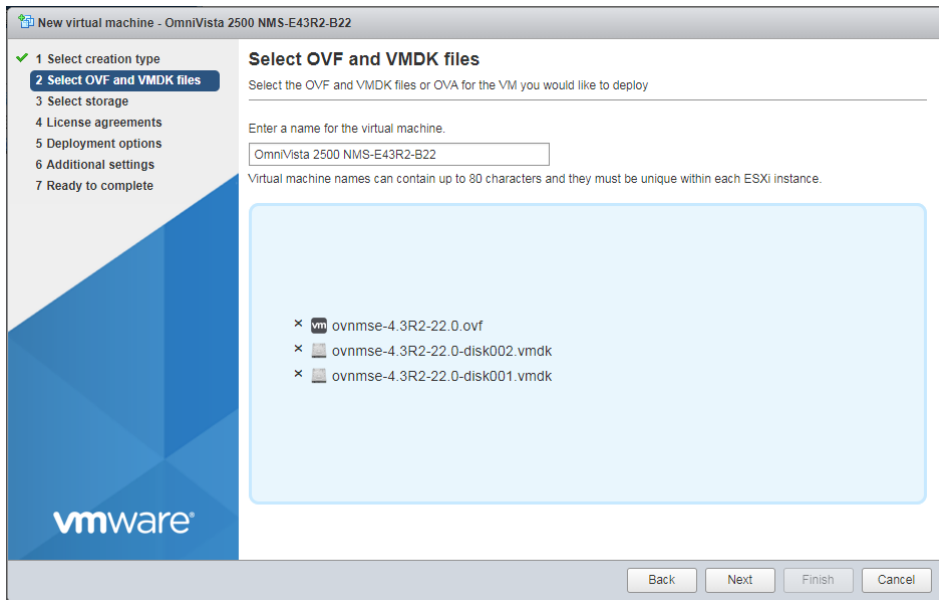 New virtual machine - OmniVista 2500 NMS-E43R2-B22
1 Select creation type
2 Select OVF and VMDK files
3 Select storage
4 License agreements
5 Deployment options
6 Additional settings
7 Ready to complete
Select OVF and VMDK files
Select the OVF and VMDK files or OVA for the VM you would like to deploy
Enter a name for the virtual machine.
OmniVista 2500 NMS-E43R2-B22
Virtual machine names can contain up to 80 characters and they must be unique within each ESXi instance.
× vm ovnmse-4.3R2-22.0.ovf
× ovnmse-4.3R2-22.0-disk002.vmdk
× ovnmse-4.3R2-22.0-disk001.vmdk
vmware®
Back Next Finish Cancel